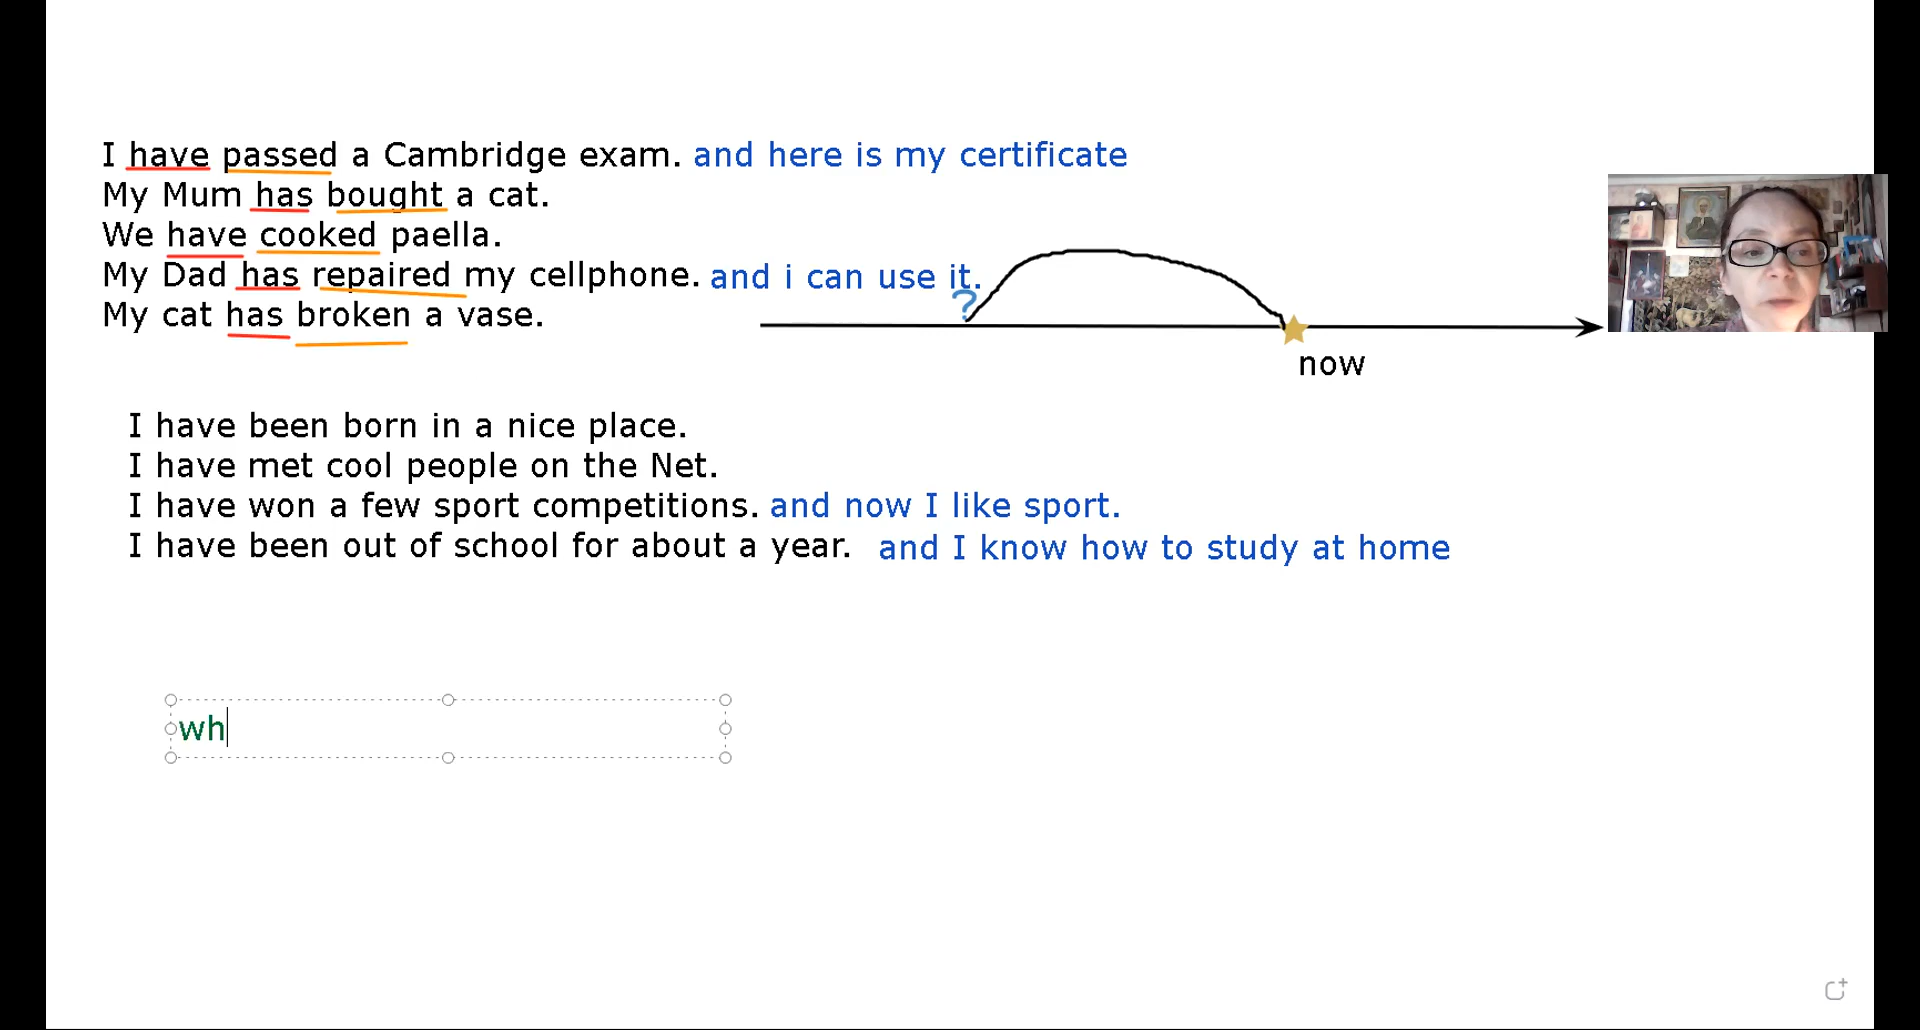 I have passed a Cambridge exam. and here is my certificate
My Mum has bought a cat.
We have cooked paella.
My Dad has repaired my cellphone. and i can use it.
?
My cat has broken a vase.
now
I have been born in a nice place.
I have met cool people on the Net.
I have won a few sport competitions. and now I like sport.
I have been out of school for about a year. and I know how to study at home
wh